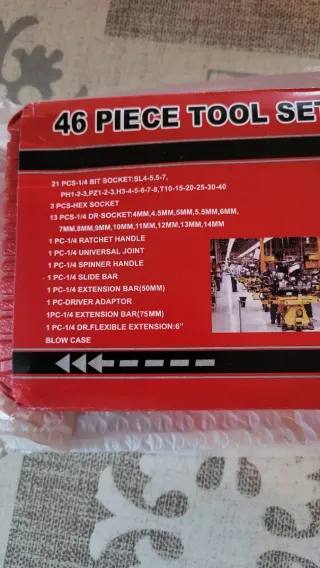 46 PIECE TOOL SET
21 PCS-1/4 BIT SOCKET:SL4-5.5-7,
PH1-2-3,PZ1-2-3,H3-4-5-6-7-8,T10-15-20-25-30-40
3 PCS-HEX SOCKET
13 PCS-1/4 DR-SOCKET:4MM,4.5MM,5MM,5.5MM,6MM,
7MM,8MM,9MM,10MM,11MM,12MM,13MM,14MM
1 PC-1/4 RATCHET HANDLE
1 PC-1/4 UNIVERSAL JOINT
1 PC-1/4 SPINNER HANDLE
1 PC-1/4 SLIDE BAR
1 PC-1/4 EXTENSION BAR(50MM)
1 PC-DRIVER ADAPTOR
1PC-1/4 EXTENSION BAR(75MM)
1 PC-1/4 DR.FLEXIBLE EXTENSION:6"
BLOW CASE